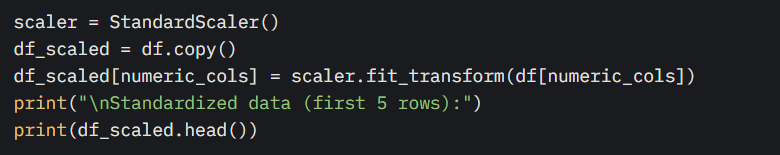 scaler = StandardScaler()
df_scaled = df.copy()
df_scaled[numeric_cols] = scaler.fit_transform(df[numeric_cols])
print("\nStandardized data (first 5 rows):")
print(df_scaled.head())